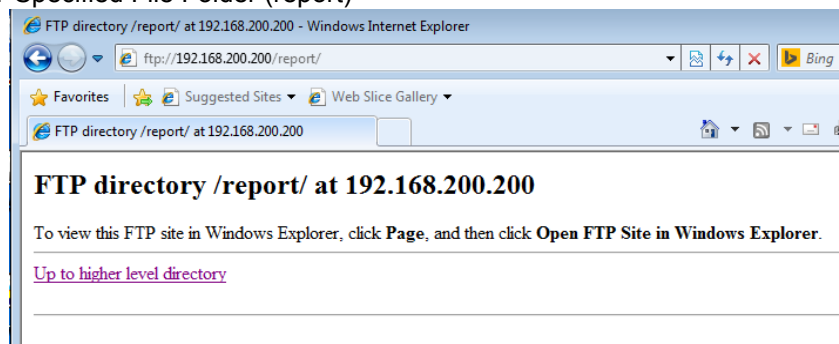 Specified File Folder (report)
FTP directory /report/ at 192.168.200.200 - Windows Internet Explorer
ftp://192.168.200.200/report/
Bing
Favorites
Suggested Sites
Web Slice Gallery
FTP directory /report/ at 192.168.200.200
FTP directory /report/ at 192.168.200.200
To view this FTP site in Windows Explorer, click Page, and then click Open FTP Site in Windows Explorer.
Up to higher level directory